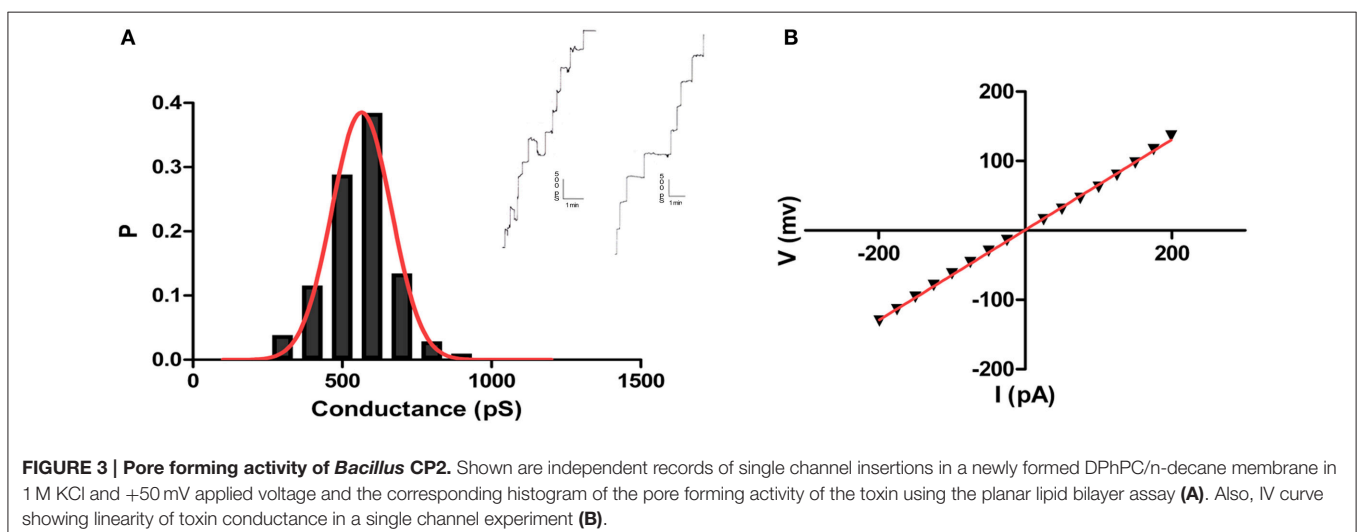 A
B
0.4
0.3
0.2
0.1
0.0
P
0
500
1000
1500
Conductance (pS)
500 pS
1 min
500 pS
1 min
200
100
-100
-200
-200
200
V (mv)
I (pA)
FIGURE 3 | Pore forming activity of Bacillus CP2. Shown are independent records of single channel insertions in a newly formed DPhPC/n-decane membrane in
1 M KCl and +50 mV applied voltage and the corresponding histogram of the pore forming activity of the toxin using the planar lipid bilayer assay (A). Also, IV curve
showing linearity of toxin conductance in a single channel experiment (B).